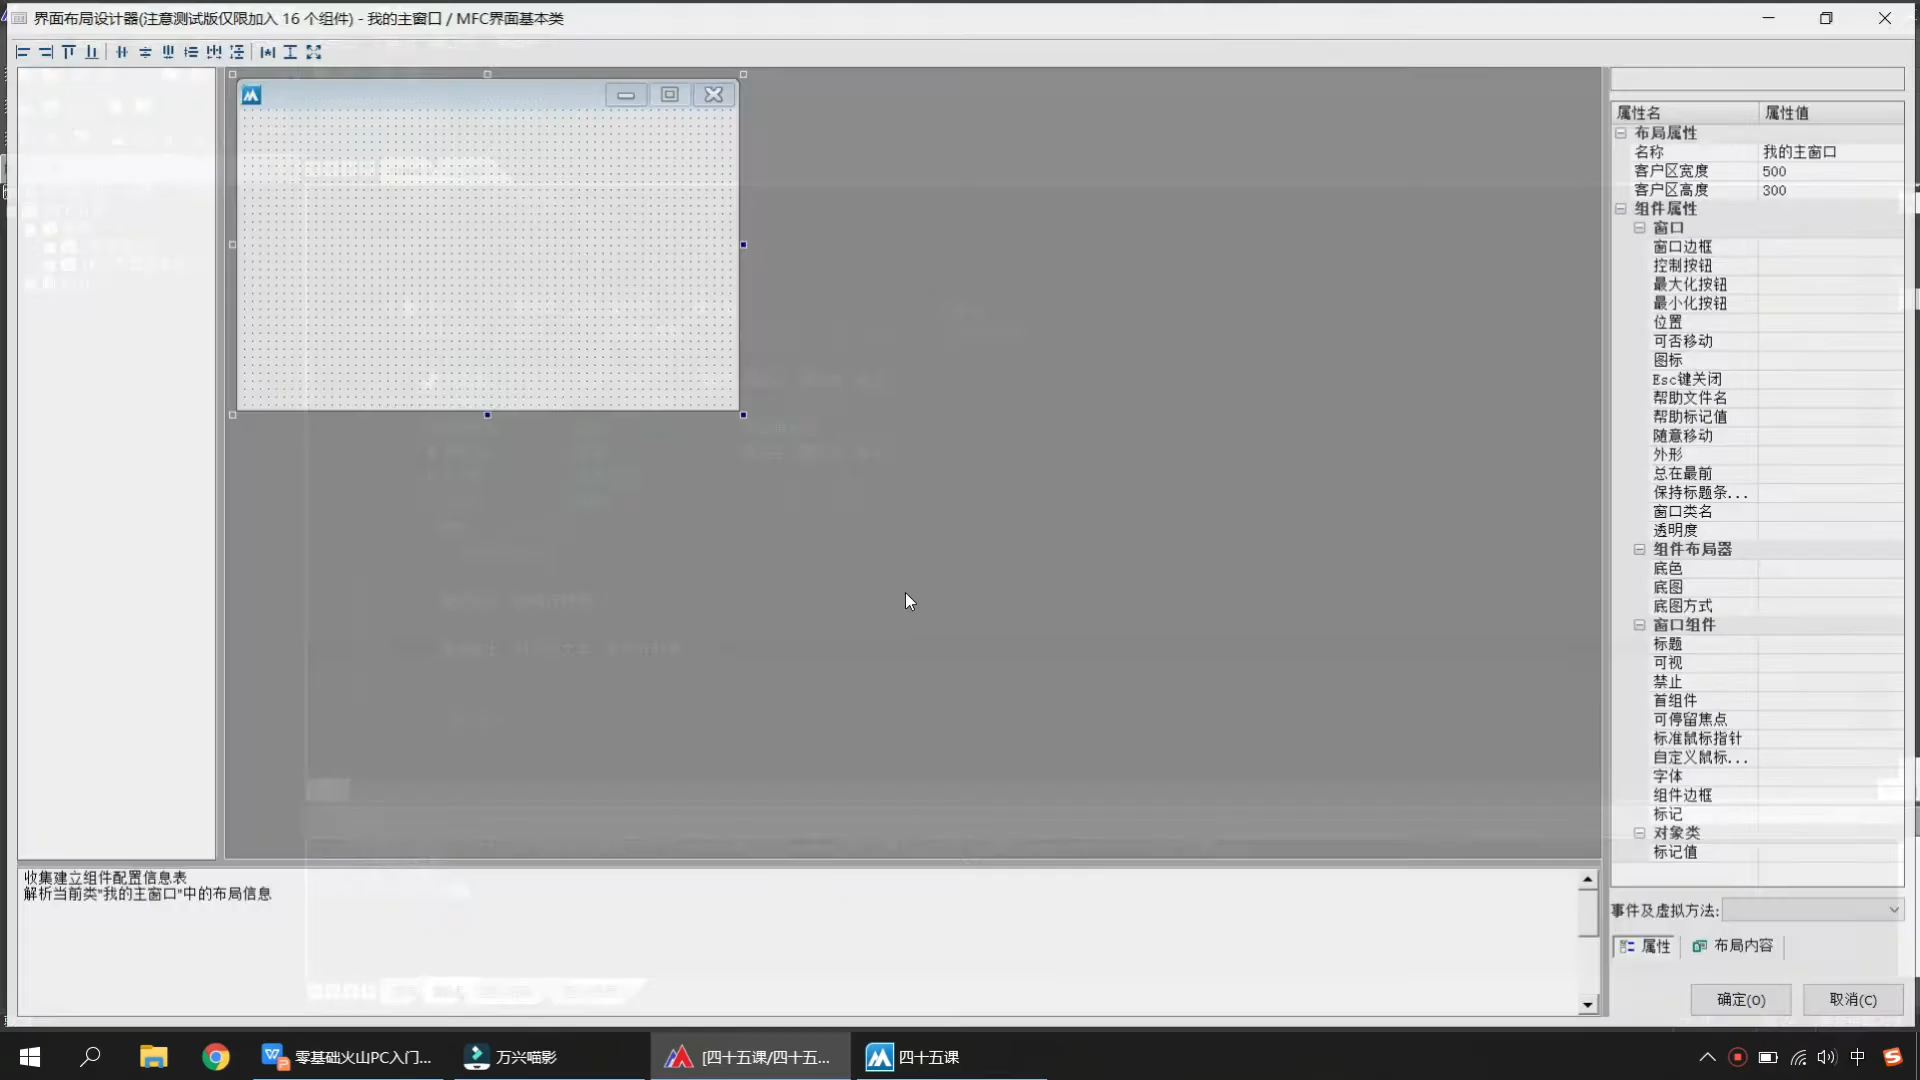 界面布局设计器(注意测试版仅限加入 16 个组件) - 我的主窗口 / MFC界面基本类
属性名 属性值
布局属性
名称 我的主窗口
客户区宽度 500
客户区高度 300
组件属性
窗口
窗口边框
控制按钮
最大化按钮
最小化按钮
位置
可否移动
图标
Esc键关闭
帮助文件名
帮助标记值
随意移动
外形
总在最前
保持标题条...
窗口类名
透明度
组件布局器
底色
底图
底图方式
窗口组件
标题
可视
禁止
首组件
可停留焦点
标准鼠标指针
自定义鼠标...
字体
组件边框
标记
对象类
标记值
收集建立组件配置信息表
解析当前类"我的主窗口"中的布局信息
事件及虚拟方法:
属性 布局内容
确定(O) 取消(C)
零基础火山PC入门... 万兴喵影 [四十五课/四十五... 四十五课 中